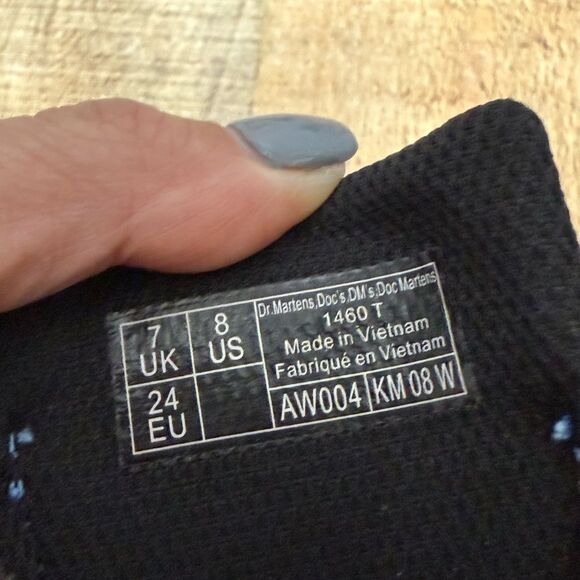 7
UK
8
US
24
EU
Dr.Martens,Doc's,DM's,Doc Martens
1460 T
Made in Vietnam
Fabriqué en Vietnam
AW004
KM 08 W